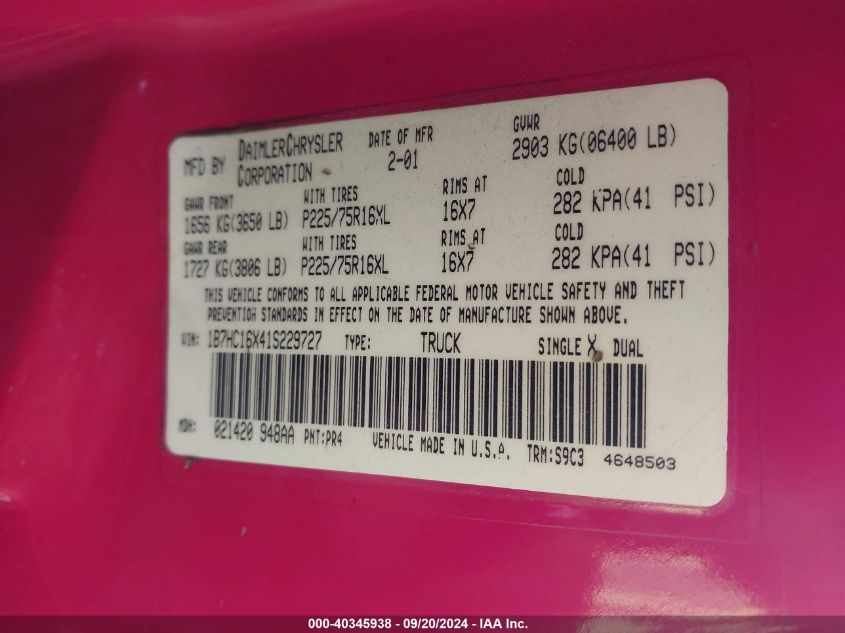 MFD BY DAIMLERCHRYSLER CORPORATION DATE OF MFR 2-01 GVWR 2903 KG(06400 LB)
GAWR FRONT WITH TIRES RIMS AT COLD
1656 KG(3650 LB) P225/75R16XL 16X7 282 KPA(41 PSI)
GAWR REAR WITH TIRES RIMS AT COLD
1727 KG(3806 LB) P225/75R16XL 16X7 282 KPA(41 PSI)
THIS VEHICLE CONFORMS TO ALL APPLICABLE FEDERAL MOTOR VEHICLE SAFETY AND THEFT
PREVENTION STANDARDS IN EFFECT ON THE DATE OF MANUFACTURE SHOWN ABOVE.
VIN: 1B7HC16X41S229727 TYPE: TRUCK SINGLE X DUAL
MDH: 021420 948AA PNT:PR4 VEHICLE MADE IN U.S.A. TRM:S9C3 4648503
000-40345938 - 09/20/2024 - IAA Inc.